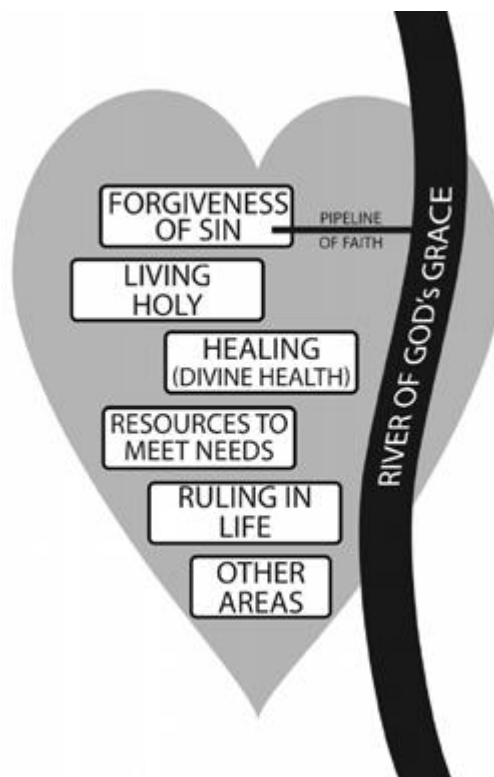 FORGIVENESS
OF SIN
PIPELINE
OF FAITH
LIVING
HOLY
HEALING
(DIVINE HEALTH)
RESOURCES TO
MEET NEEDS
RULING IN
LIFE
OTHER
AREAS
RIVER OF GOD's GRACE